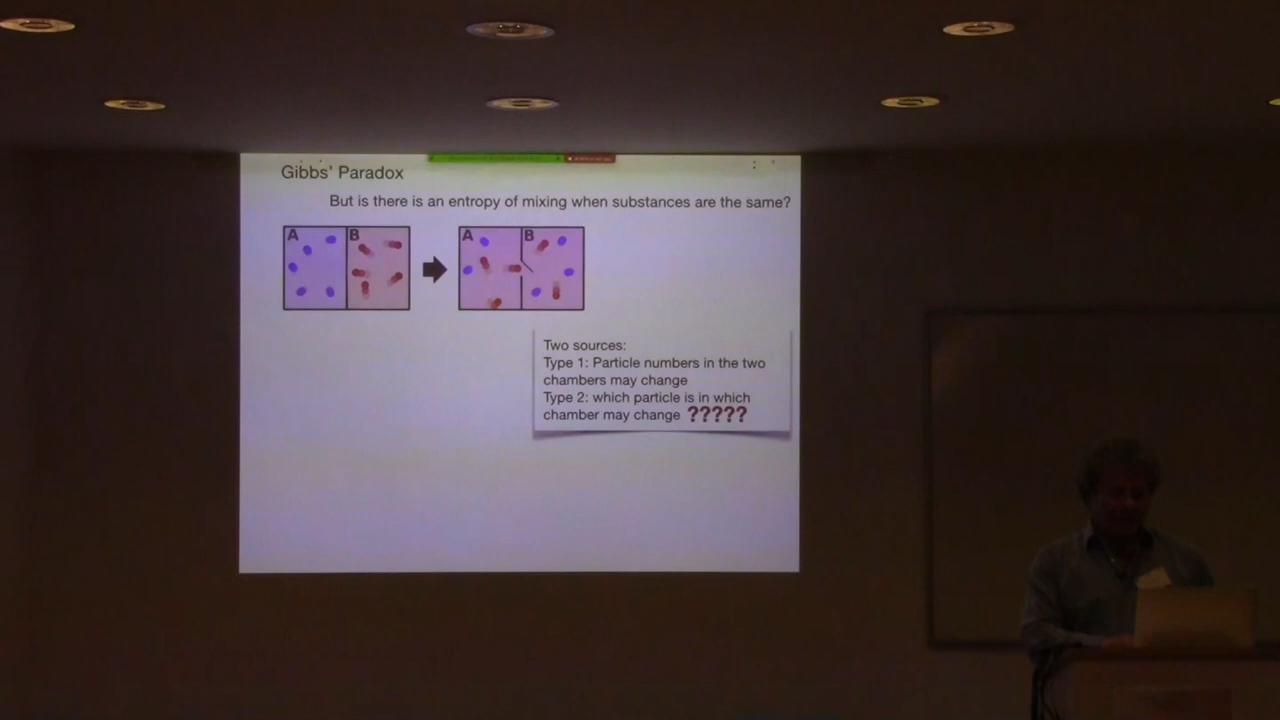 Gibbs' Paradox
But is there is an entropy of mixing when substances are the same?
A B
A B
Two sources:
Type 1: Particle numbers in the two
chambers may change
Type 2: which particle is in which
chamber may change ?????